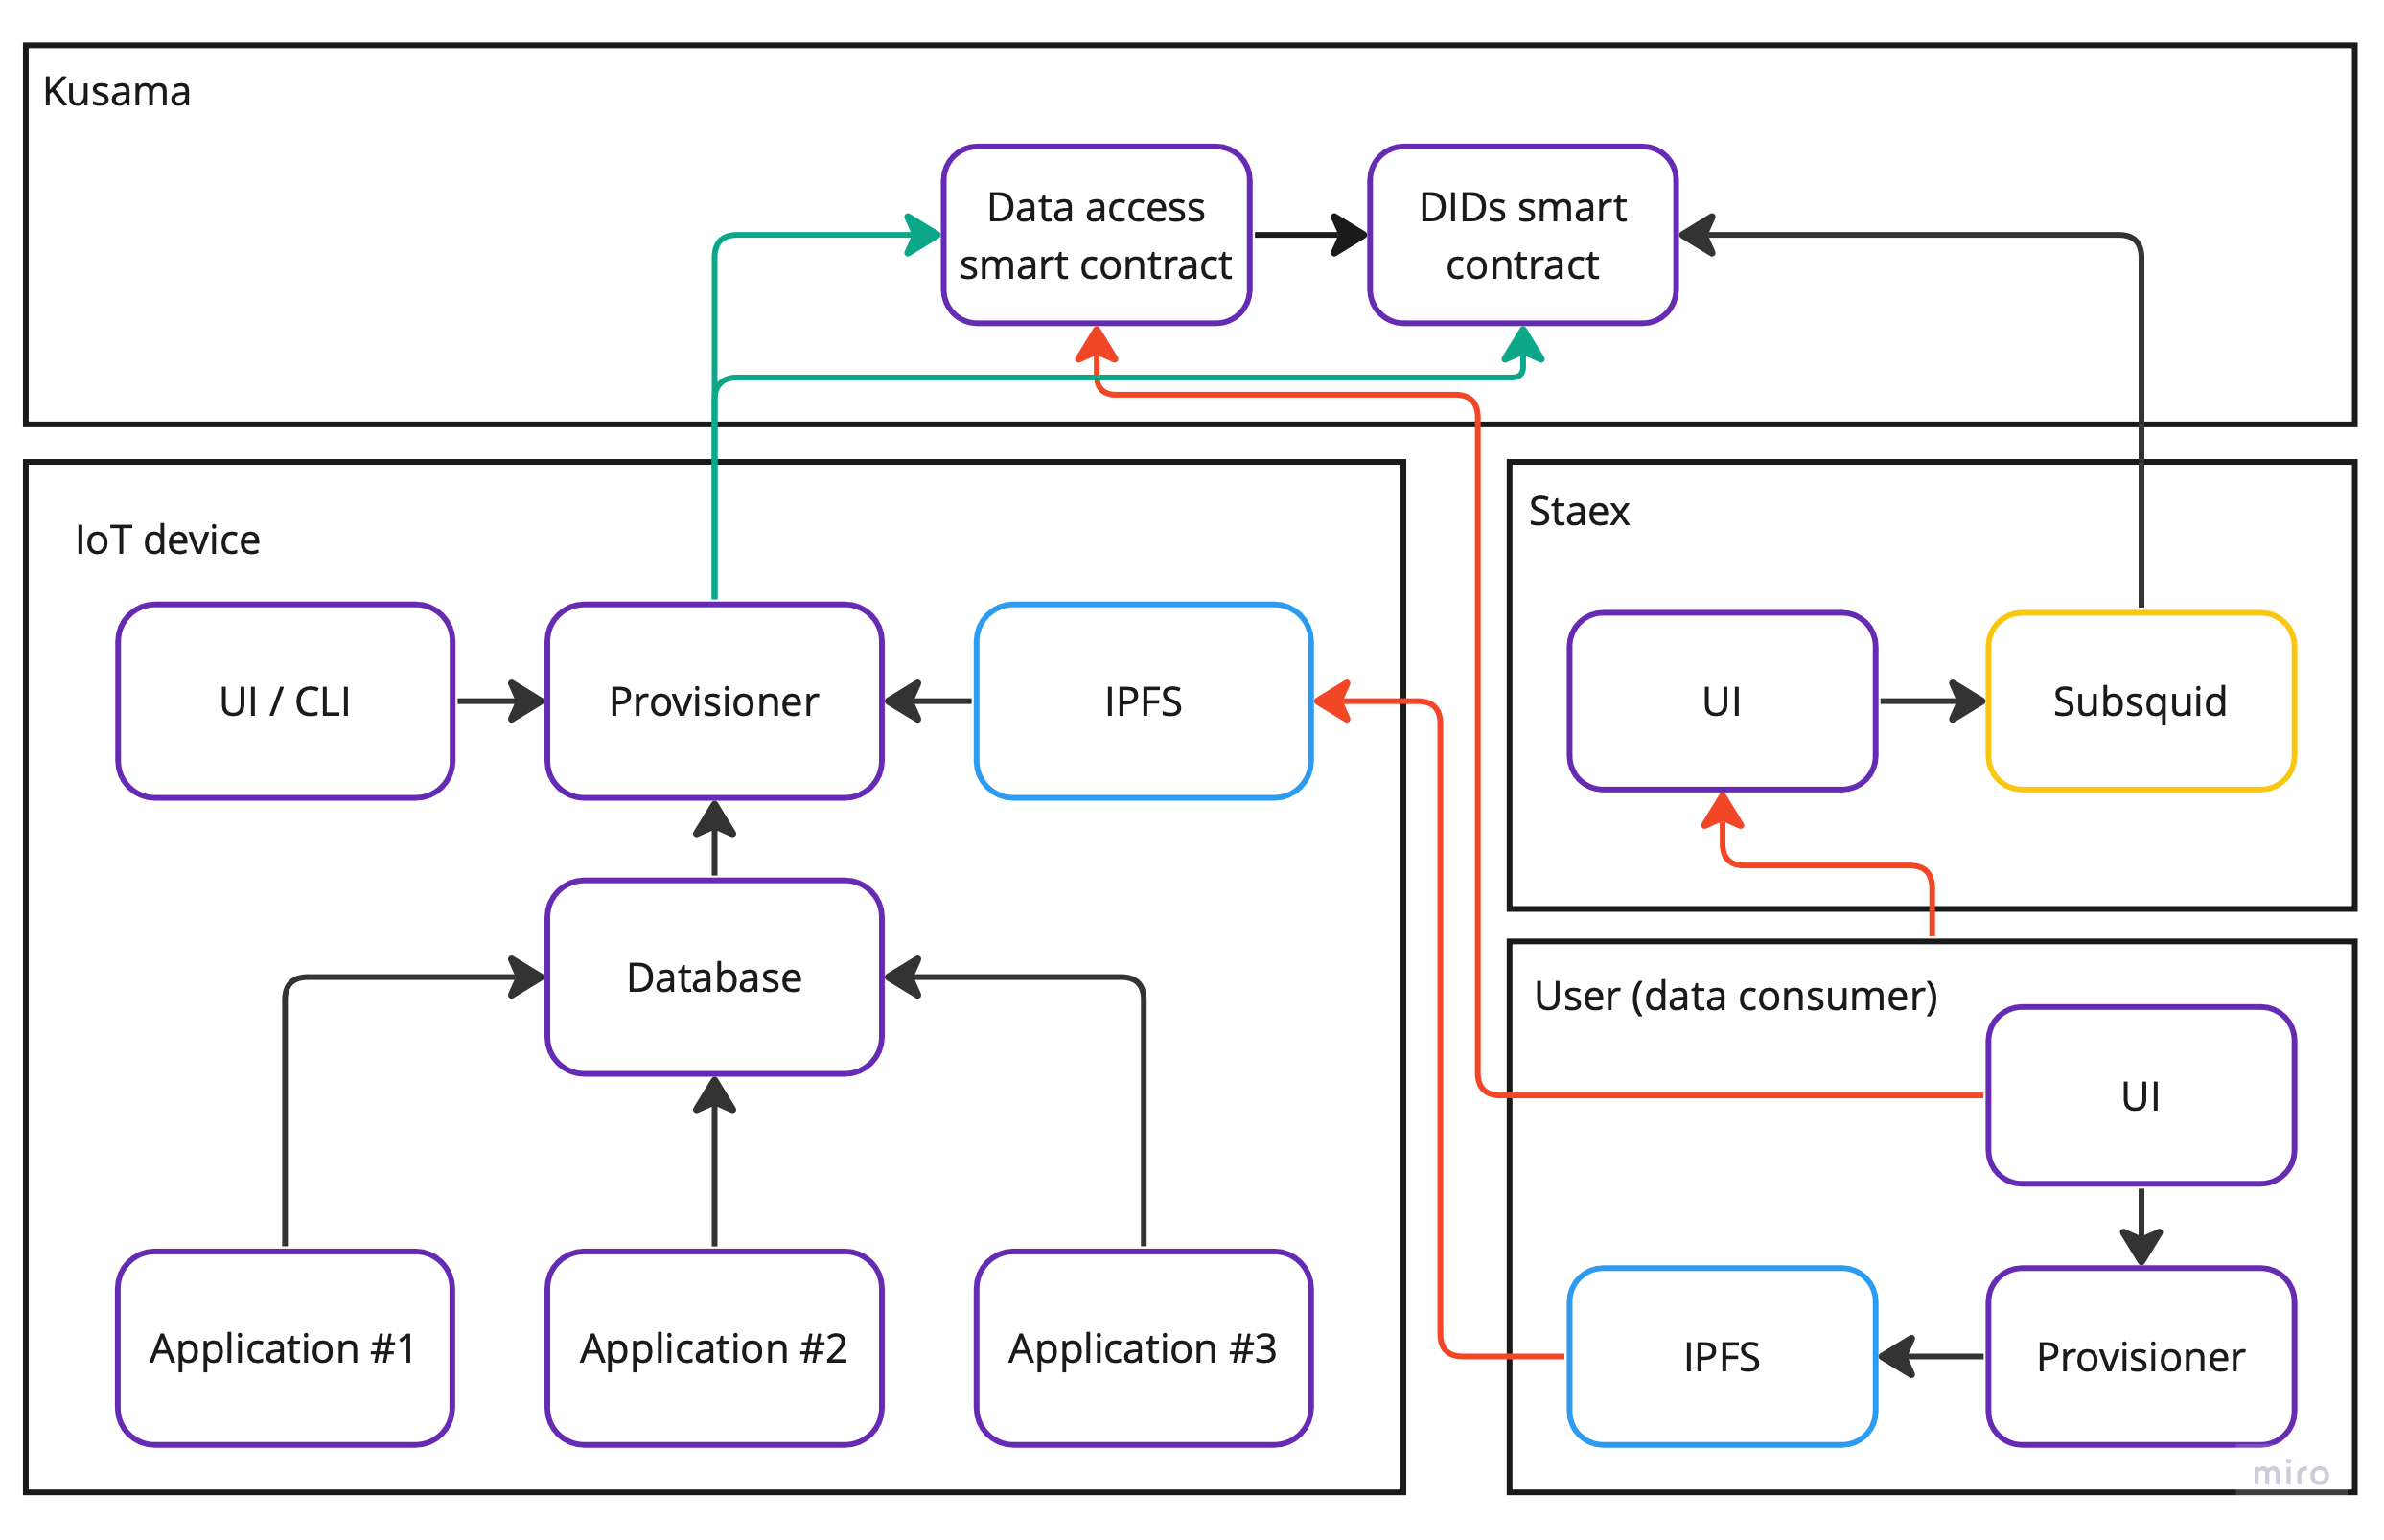 Kusama
Data access
smart contract
DIDs smart
contract
IoT device
UI / CLI
Provisioner
IPFS
Database
Application #1
Application #2
Application #3
Staex
UI
Subsquid
User (data consumer)
UI
IPFS
Provisioner
miro